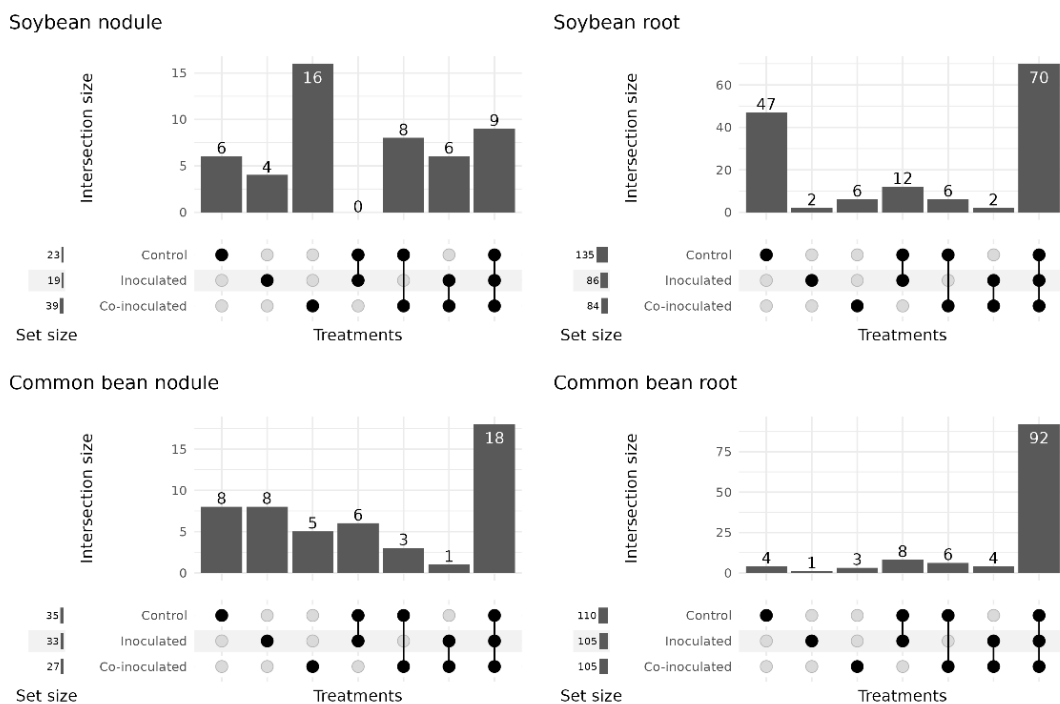 Soybean nodule
Intersection size
15
10
5
0
6
4
16
0
8
6
9
23
Control
19
Inoculated
39
Co-inoculated
Set size
Treatments
Soybean root
Intersection size
60
40
20
0
47
2
6
12
6
2
70
135
Control
86
Inoculated
84
Co-inoculated
Set size
Treatments
Common bean nodule
Intersection size
15
10
5
0
8
8
5
6
3
1
18
35
Control
33
Inoculated
27
Co-inoculated
Set size
Treatments
Common bean root
Intersection size
75
50
25
0
4
1
3
8
6
4
92
110
Control
105
Inoculated
105
Co-inoculated
Set size
Treatments